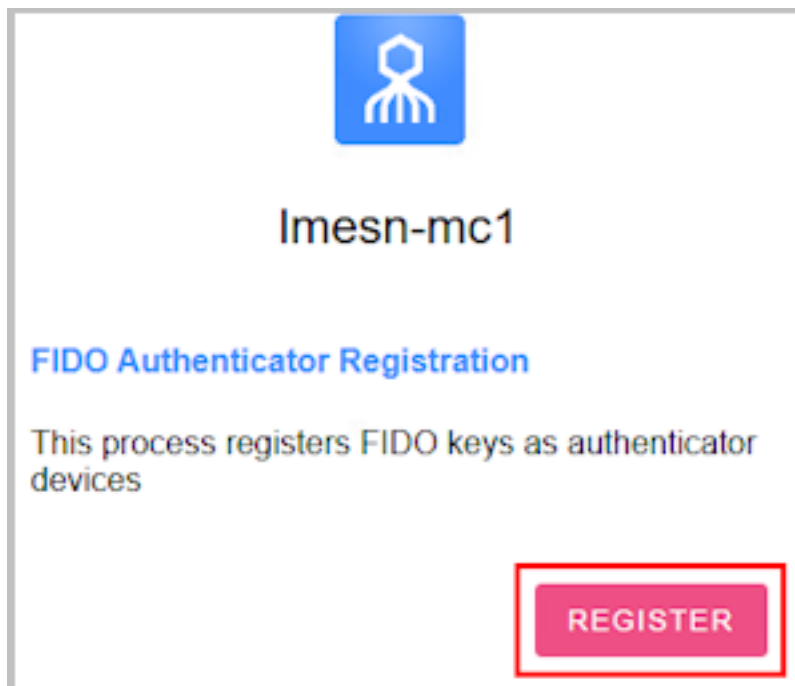 lmesn-mc1
FIDO Authenticator Registration
This process registers FIDO keys as authenticator
devices
REGISTER